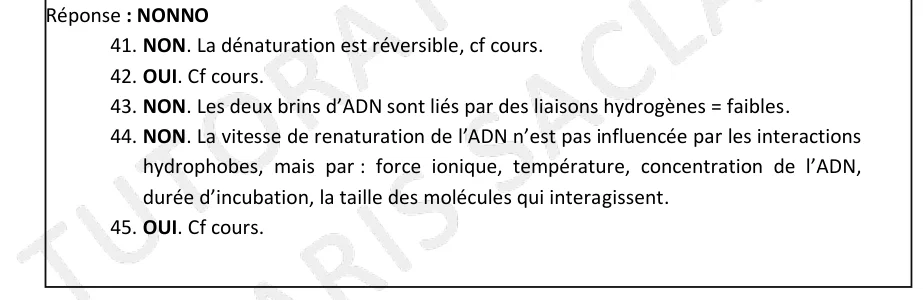 Réponse : NONNO
41. NON. La dénaturation est réversible, cf cours.
42. OUI. Cf cours.
43. NON. Les deux brins d’ADN sont liés par des liaisons hydrogènes = faibles.
44. NON. La vitesse de renaturation de l’ADN n’est pas influencée par les interactions
hydrophobes, mais par : force ionique, température, concentration de l’ADN,
durée d’incubation, la taille des molécules qui interagissent.
45. OUI. Cf cours.
TUTORAT
PARIS SACLAY